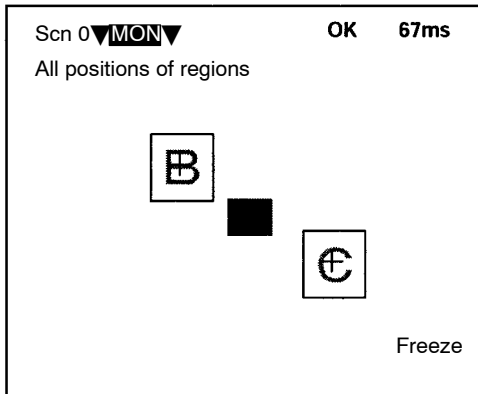 Scn 0▼MON▼ OK 67ms
All positions of regions
B
C
Freeze